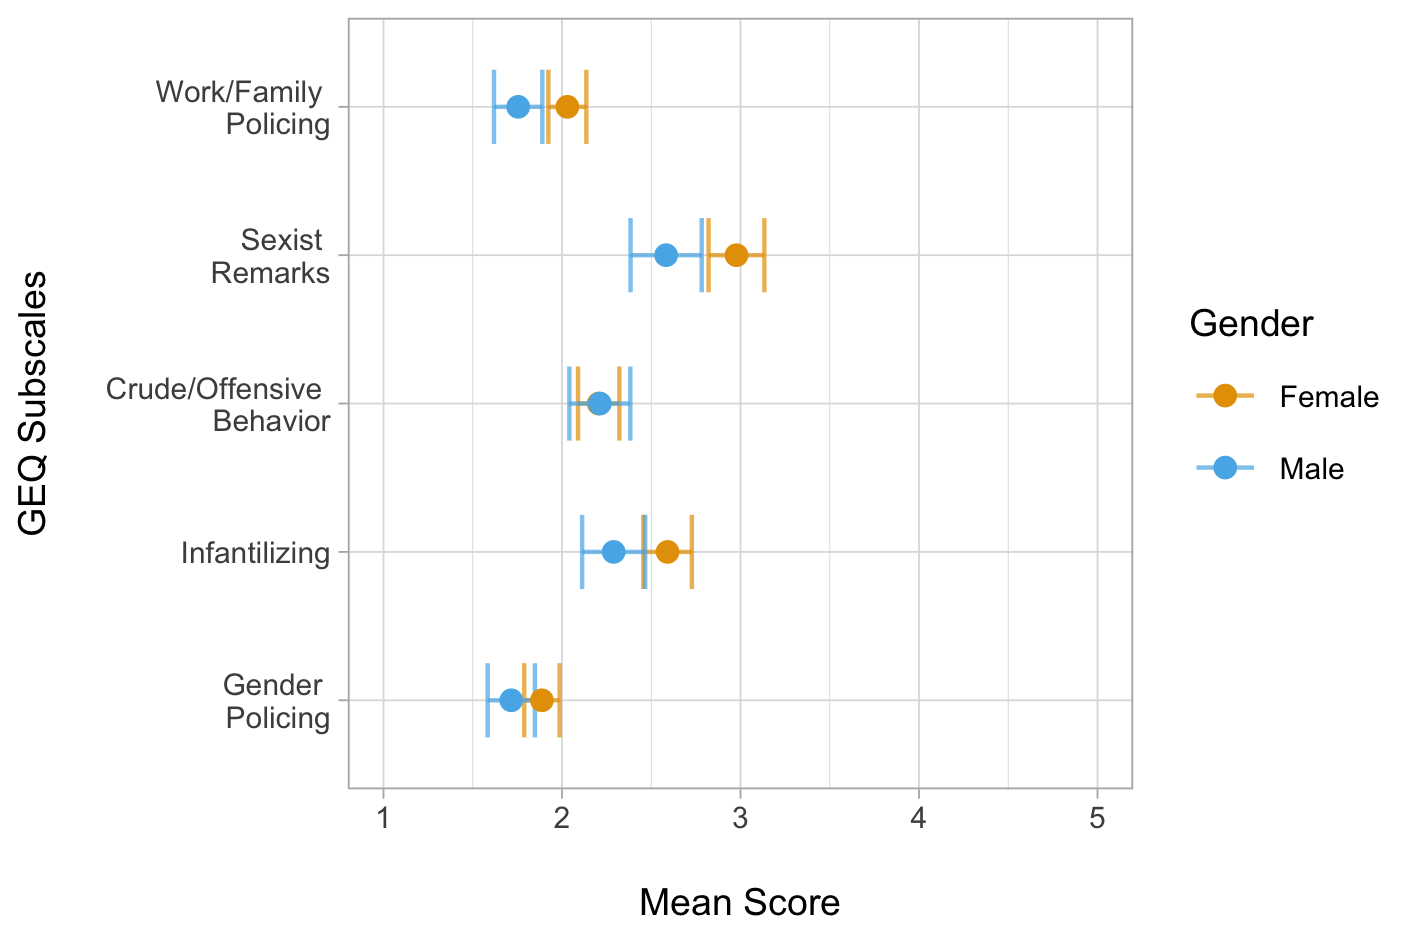 GEQ Subscales
Work/Family
Policing
Sexist
Remarks
Crude/Offensive
Behavior
Infantilizing
Gender
Policing
1 2 3 4 5
Mean Score
Gender
Female
Male